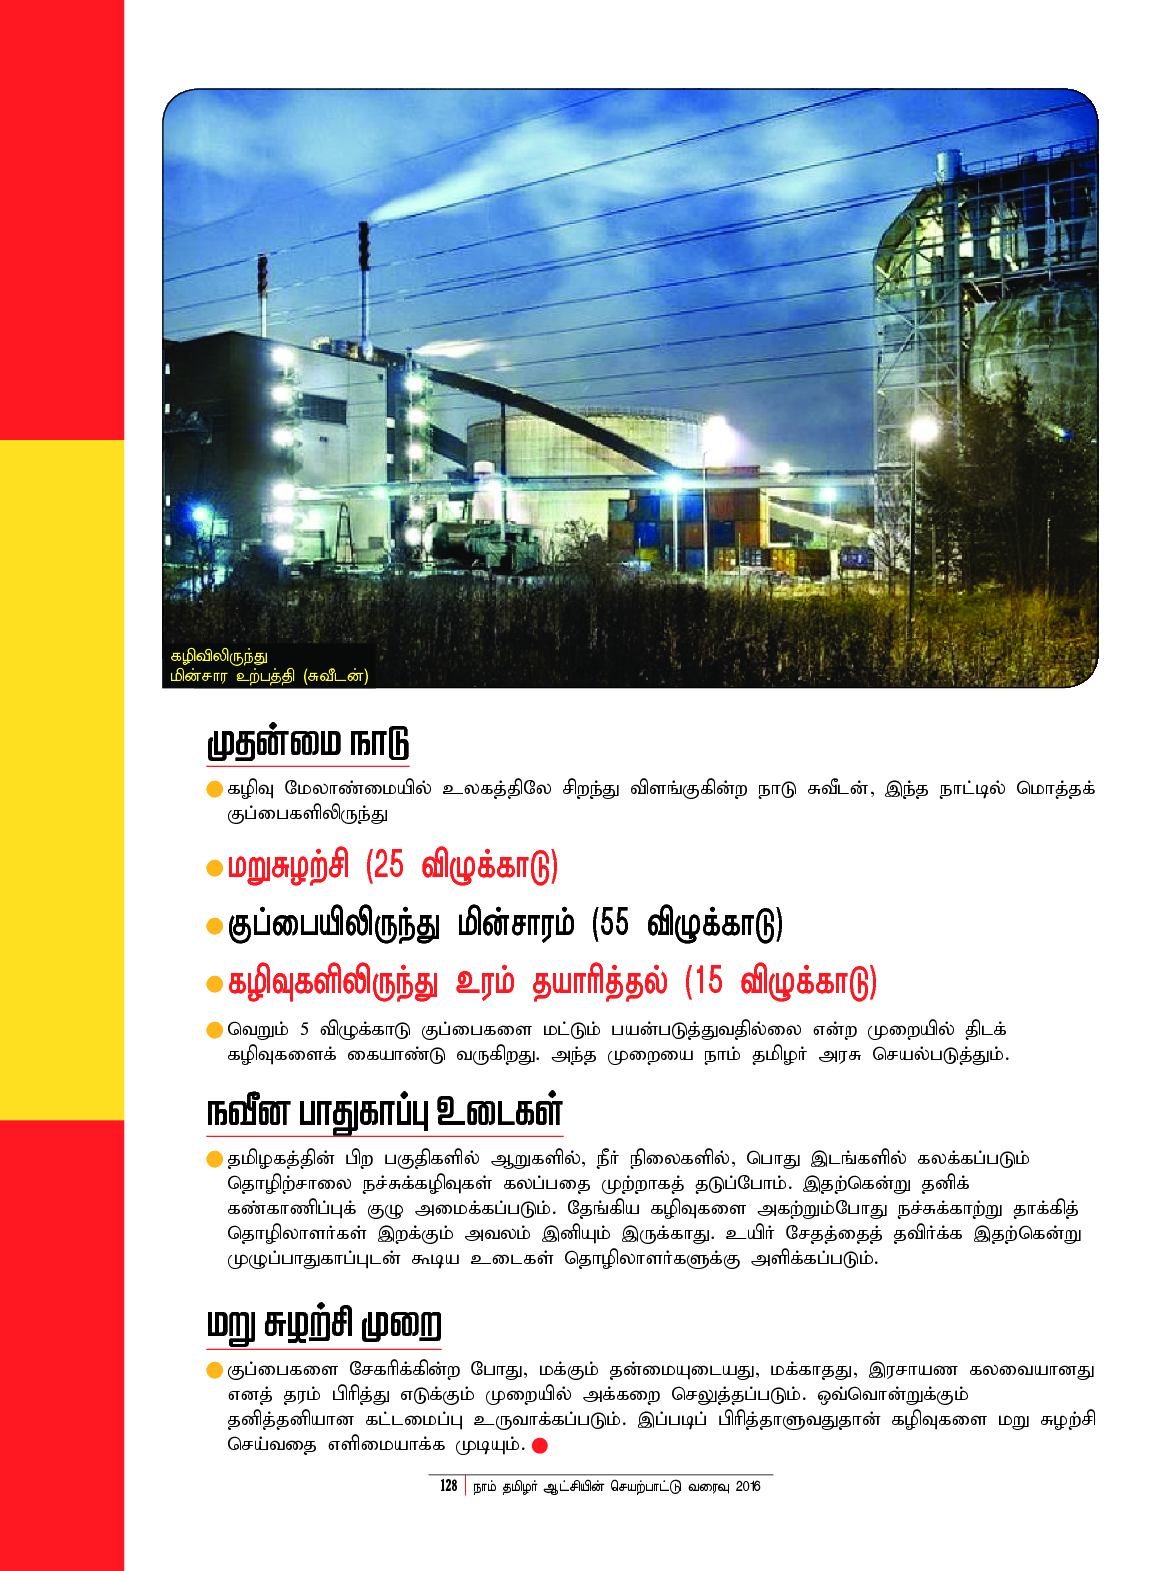 கழிவிலிருந்து
மின்சார உற்பத்தி (சுவீடன்)
முதன்மை நாடு
கழிவு மேலாண்மையில் உலகத்திலே சிறந்து விளங்குகின்ற நாடு சுவீடன், இந்த நாட்டில் மொத்தக்
குப்பைகளிலிருந்து
மறுசுழற்சி (25 விழுக்காடு)
குப்பையிலிருந்து மின்சாரம் (55 விழுக்காடு)
கழிவுகளிலிருந்து உரம் தயாரித்தல் (15 விழுக்காடு)
வெறும் 5 விழுக்காடு குப்பைகளை மட்டும் பயன்படுத்துவதில்லை என்ற முறையில் திடக்
கழிவுகளைக் கையாண்டு வருகிறது. அந்த முறையை நாம் தமிழர் அரசு செயல்படுத்தும்.
நவீன பாதுகாப்பு உடைகள்
தமிழகத்தின் பிற பகுதிகளில் ஆறுகளில், நீர் நிலைகளில், பொது இடங்களில் கலக்கப்படும்
தொழிற்சாலை நச்சுக்கழிவுகள் கலப்பதை முற்றாகத் தடுப்போம். இதற்கென்று தனிக்
கண்காணிப்புக் குழு அமைக்கப்படும். தேங்கிய கழிவுகளை அகற்றும்போது நச்சுக்காற்று தாக்கித்
தொழிலாளர்கள் இறக்கும் அவலம் இனியும் இருக்காது. உயிர் சேதத்தைத் தவிர்க்க இதற்கென்று
முழுப்பாதுகாப்புடன் கூடிய உடைகள் தொழிலாளர்களுக்கு அளிக்கப்படும்.
மறு சுழற்சி முறை
குப்பைகளை சேகரிக்கின்ற போது, மக்கும் தன்மையுடையது, மக்காதது, இரசாயண கலவையானது
எனத் தரம் பிரித்து எடுக்கும் முறையில் அக்கறை செலுத்தப்படும். ஒவ்வொன்றுக்கும்
தனித்தனியான கட்டமைப்பு உருவாக்கப்படும். இப்படிப் பிரித்தாளுவதுதான் கழிவுகளை மறு சுழற்சி
செய்வதை எளிமையாக்க முடியும்.
128 நாம் தமிழர் ஆட்சியின் செயற்பாட்டு வரைவு 2016